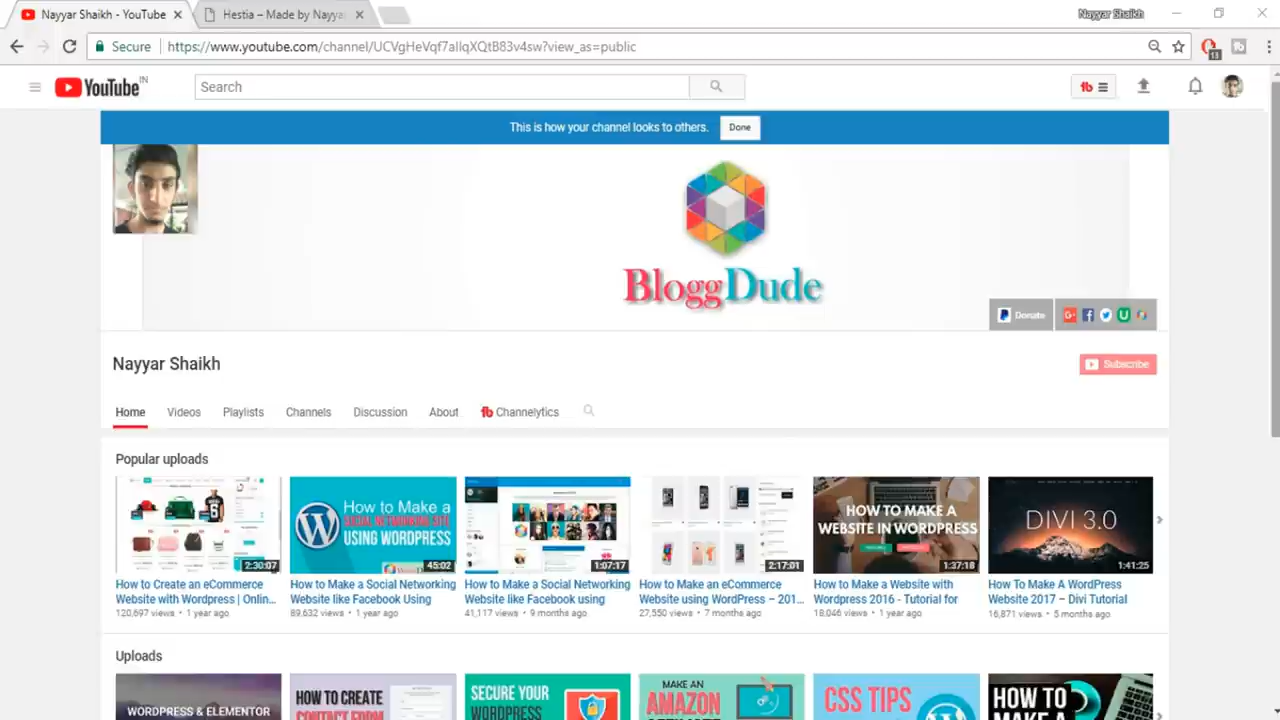 Nayyar Shaikh - YouTube
Hestia – Made by Nayya
Nayyar Shaikh
Secure
https://www.youtube.com/channel/UCVgHeVqf7allqXQtB83v4sw?view_as=public
13
YouTube IN
Search
This is how your channel looks to others.
Done
BloggDude
Donate
Nayyar Shaikh
Subscribe
Home
Videos
Playlists
Channels
Discussion
About
Channelytics
Popular uploads
2:30:07
How to Make a
SOCIAL NETWORKING SITE
USING WORDPRESS
45:02
1:07:17
2:17:01
HOW TO MAKE A
WEBSITE IN WORDPRESS
1:37:18
DIVI 3.0
1:41:25
How to Create an eCommerce
Website with Wordpress | Onlin...
120,697 views • 1 year ago
How to Make a Social Networking
Website like Facebook Using
89,632 views • 1 year ago
How to Make a Social Networking
Website like Facebook using
41,117 views • 9 months ago
How to Make an eCommerce
Website using WordPress – 201...
27,550 views • 7 months ago
How to Make a Website with
Wordpress 2016 - Tutorial for
18,046 views • 1 year ago
How To Make A WordPress
Website 2017 – Divi Tutorial
16,871 views • 5 months ago
Uploads
WORDPRESS & ELEMENTOR
HOW TO CREATE
CONTACT FORM
SECURE YOUR
WORDPRESS
MAKE AN
AMAZON
CSS TIPS
HOW TO
MAKE A